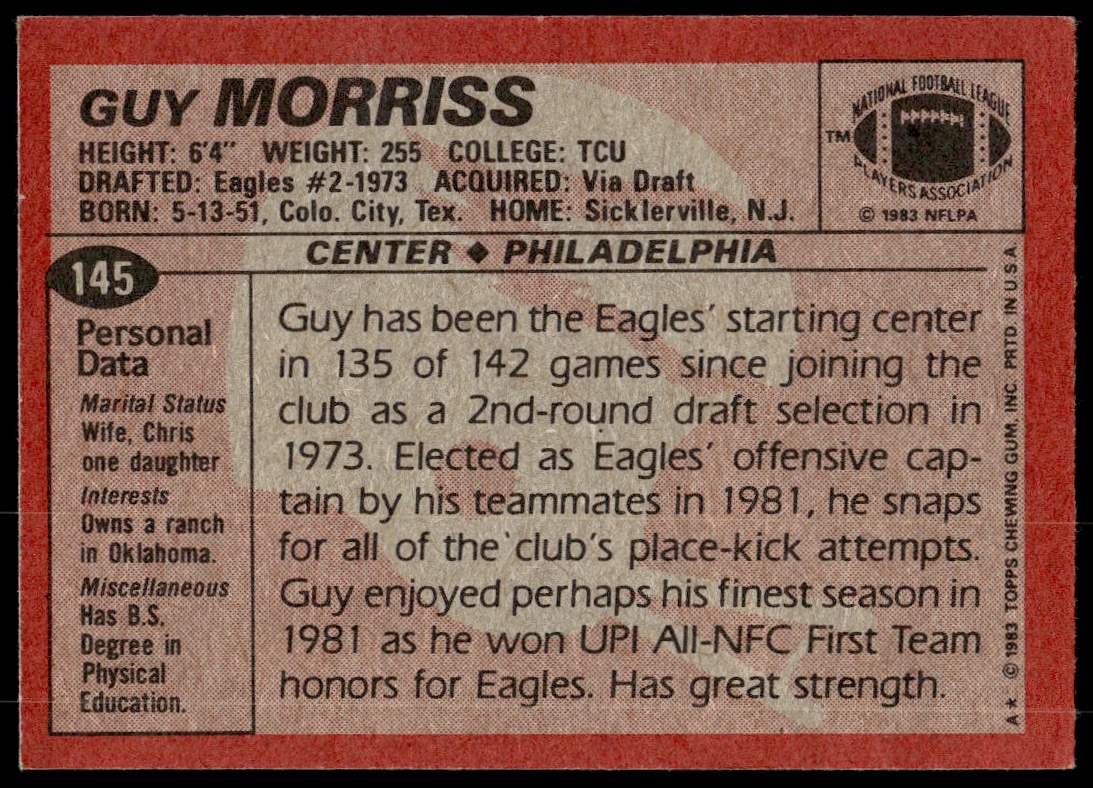 GUY MORRISS
HEIGHT: 6'4" WEIGHT: 255 COLLEGE: TCU
DRAFTED: Eagles #2-1973 ACQUIRED: Via Draft
BORN: 5-13-51, Colo. City, Tex. HOME: Sicklerville, N.J.
NATIONAL FOOTBALL LEAGUE
TM
PLAYERS ASSOCIATION
© 1983 NFLPA
CENTER ◆ PHILADELPHIA
145
Personal
Data
Marital Status
Wife, Chris
one daughter
Interests
Owns a ranch
in Oklahoma.
Miscellaneous
Has B.S.
Degree in
Physical
Education.
Guy has been the Eagles' starting center
in 135 of 142 games since joining the
club as a 2nd-round draft selection in
1973. Elected as Eagles' offensive cap-
tain by his teammates in 1981, he snaps
for all of the club's place-kick attempts.
Guy enjoyed perhaps his finest season in
1981 as he won UPI All-NFC First Team
honors for Eagles. Has great strength.
A★ © 1983 TOPPS CHEWING GUM, INC. PRTD. IN U.S.A.